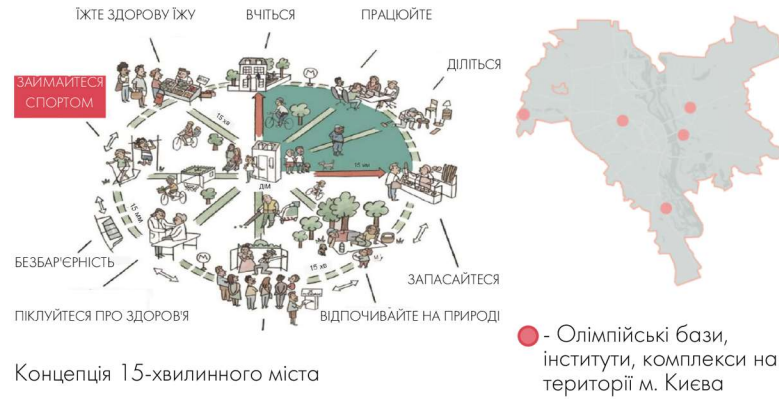 ЇЖТЕ ЗДОРОВУ ЇЖУ
ВЧІТЬСЯ
ПРАЦЮЙТЕ
ДІЛІТЬСЯ
ЗАЙМАЙТЕСЯ
СПОРТОМ
15 хв
15 хв
ДІМ
15 хв
15 хв
БЕЗБАР'ЄРНІСТЬ
ЗАПАСАЙТЕСЯ
ПІКЛУЙТЕСЯ ПРО ЗДОРОВ'Я
ВІДПОЧИВАЙТЕ НА ПРИРОДІ
Концепція 15-хвилинного міста
- Олімпійські бази,
інститути, комплекси на
території м. Києва